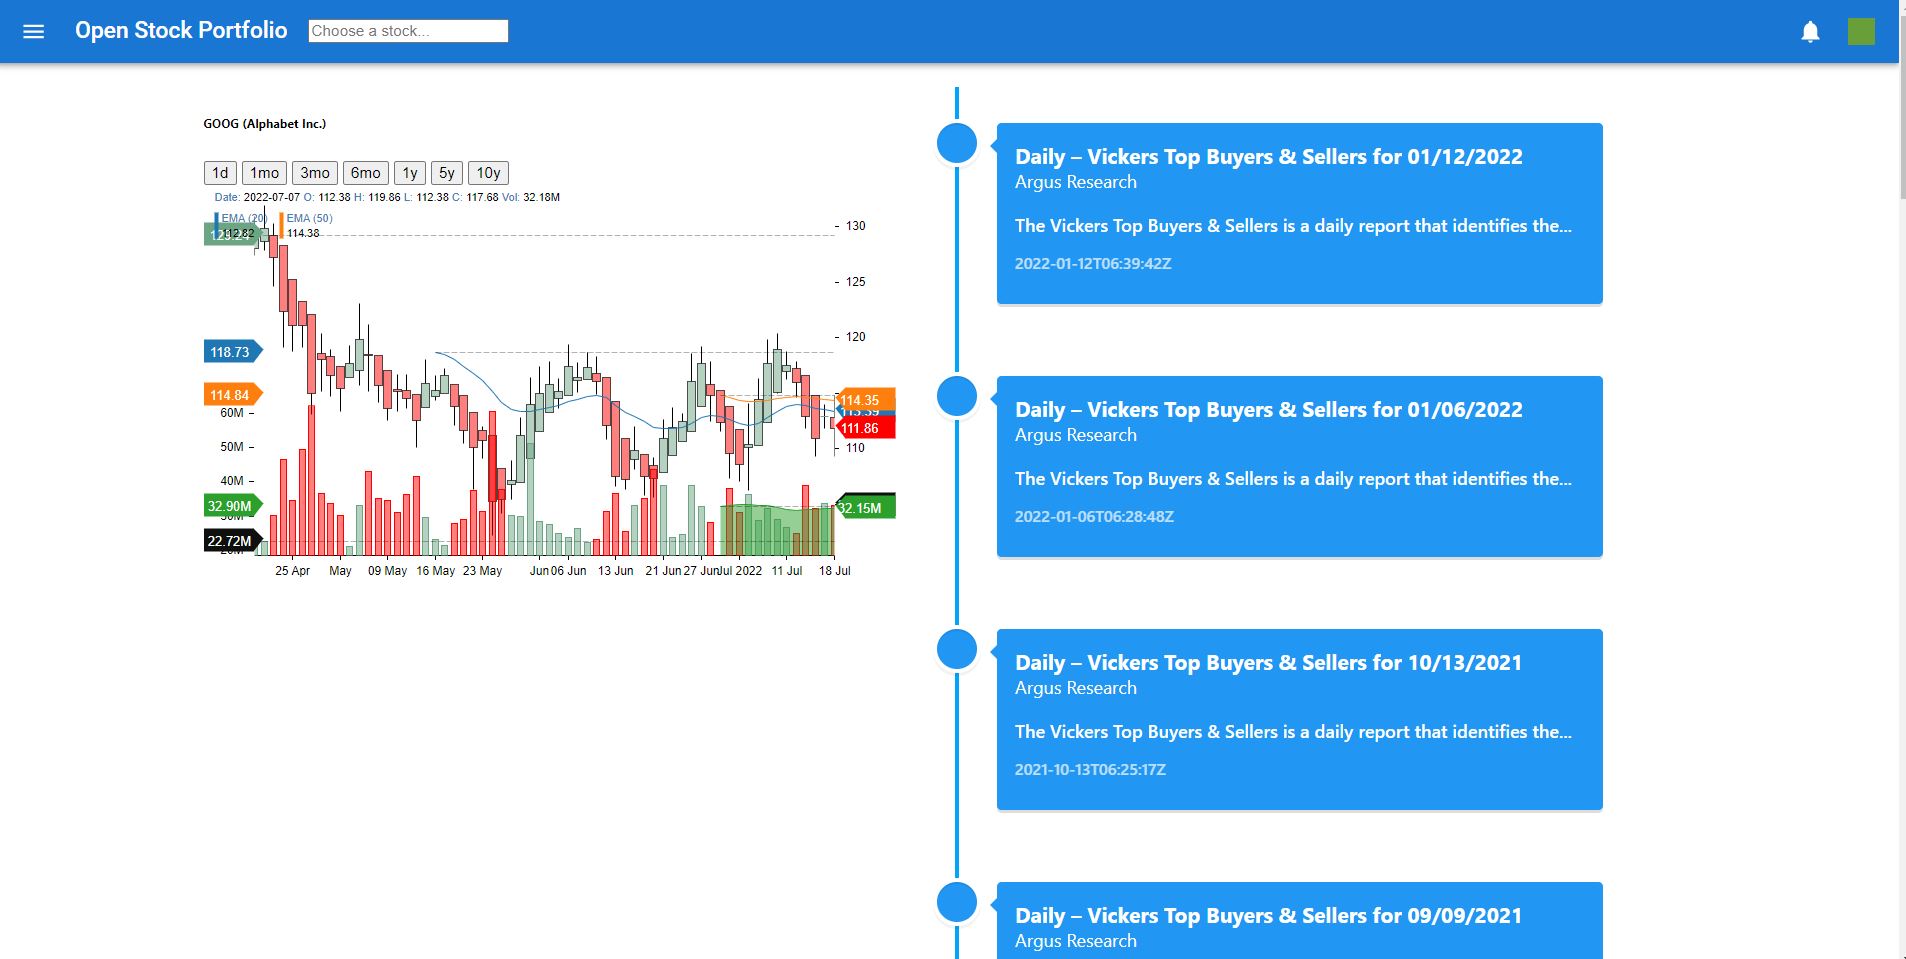 Open Stock Portfolio
Choose a stock...
GOOG (Alphabet Inc.)
1d 1mo 3mo 6mo 1y 5y 10y
Date: 2022-07-07 O: 112.38 H: 119.86 L: 112.38 C: 117.68 Vol: 32.18M
EMA (20) EMA (50)
112.82 114.38
130
125
120
118.73
114.84
114.35
111.86
110
60M
50M
40M
32.90M
32.15M
22.72M
25 Apr May 09 May 16 May 23 May Jun 06 Jun 13 Jun 21 Jun 27 Jun Jul 2022 11 Jul 18 Jul
Daily – Vickers Top Buyers & Sellers for 01/12/2022
Argus Research
The Vickers Top Buyers & Sellers is a daily report that identifies the...
2022-01-12T06:39:42Z
Daily – Vickers Top Buyers & Sellers for 01/06/2022
Argus Research
The Vickers Top Buyers & Sellers is a daily report that identifies the...
2022-01-06T06:28:48Z
Daily – Vickers Top Buyers & Sellers for 10/13/2021
Argus Research
The Vickers Top Buyers & Sellers is a daily report that identifies the...
2021-10-13T06:25:17Z
Daily – Vickers Top Buyers & Sellers for 09/09/2021
Argus Research